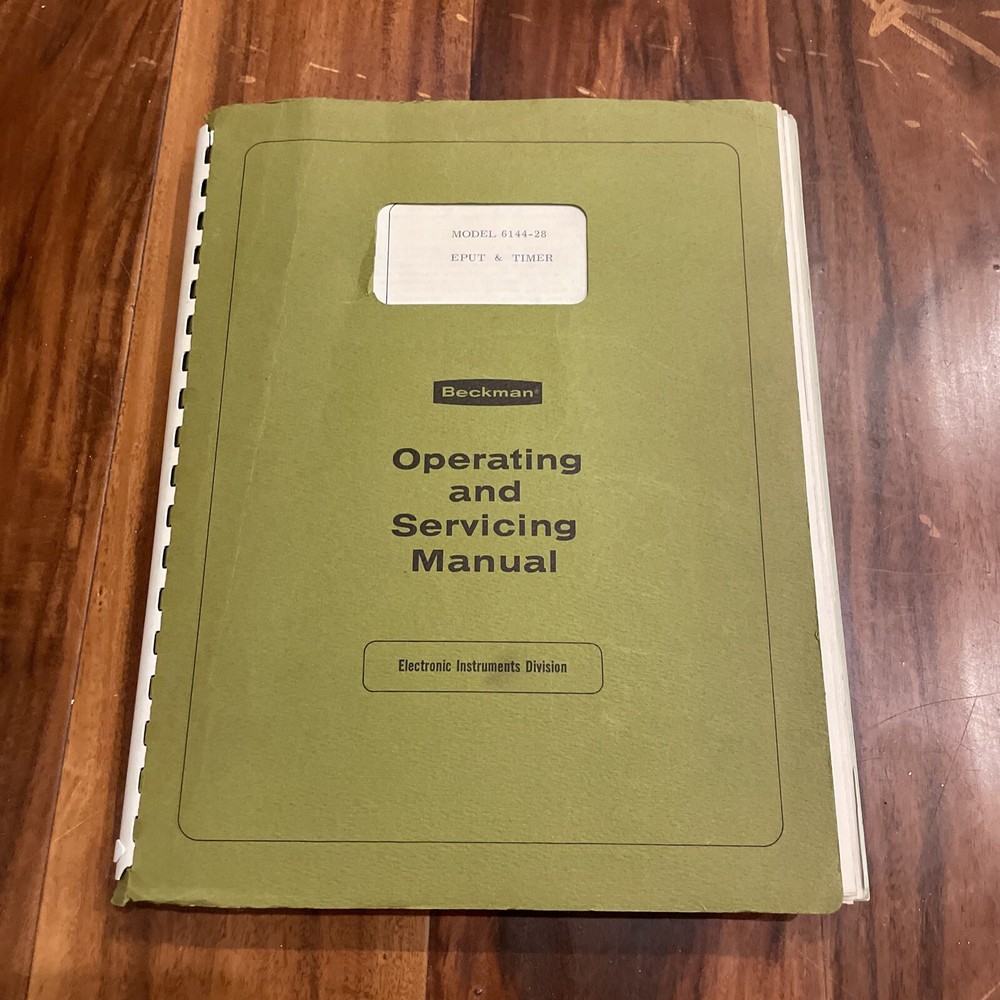 MODEL 6144-28
EPUT & TIMER
Beckman®
Operating
and
Servicing
Manual
Electronic Instruments Division